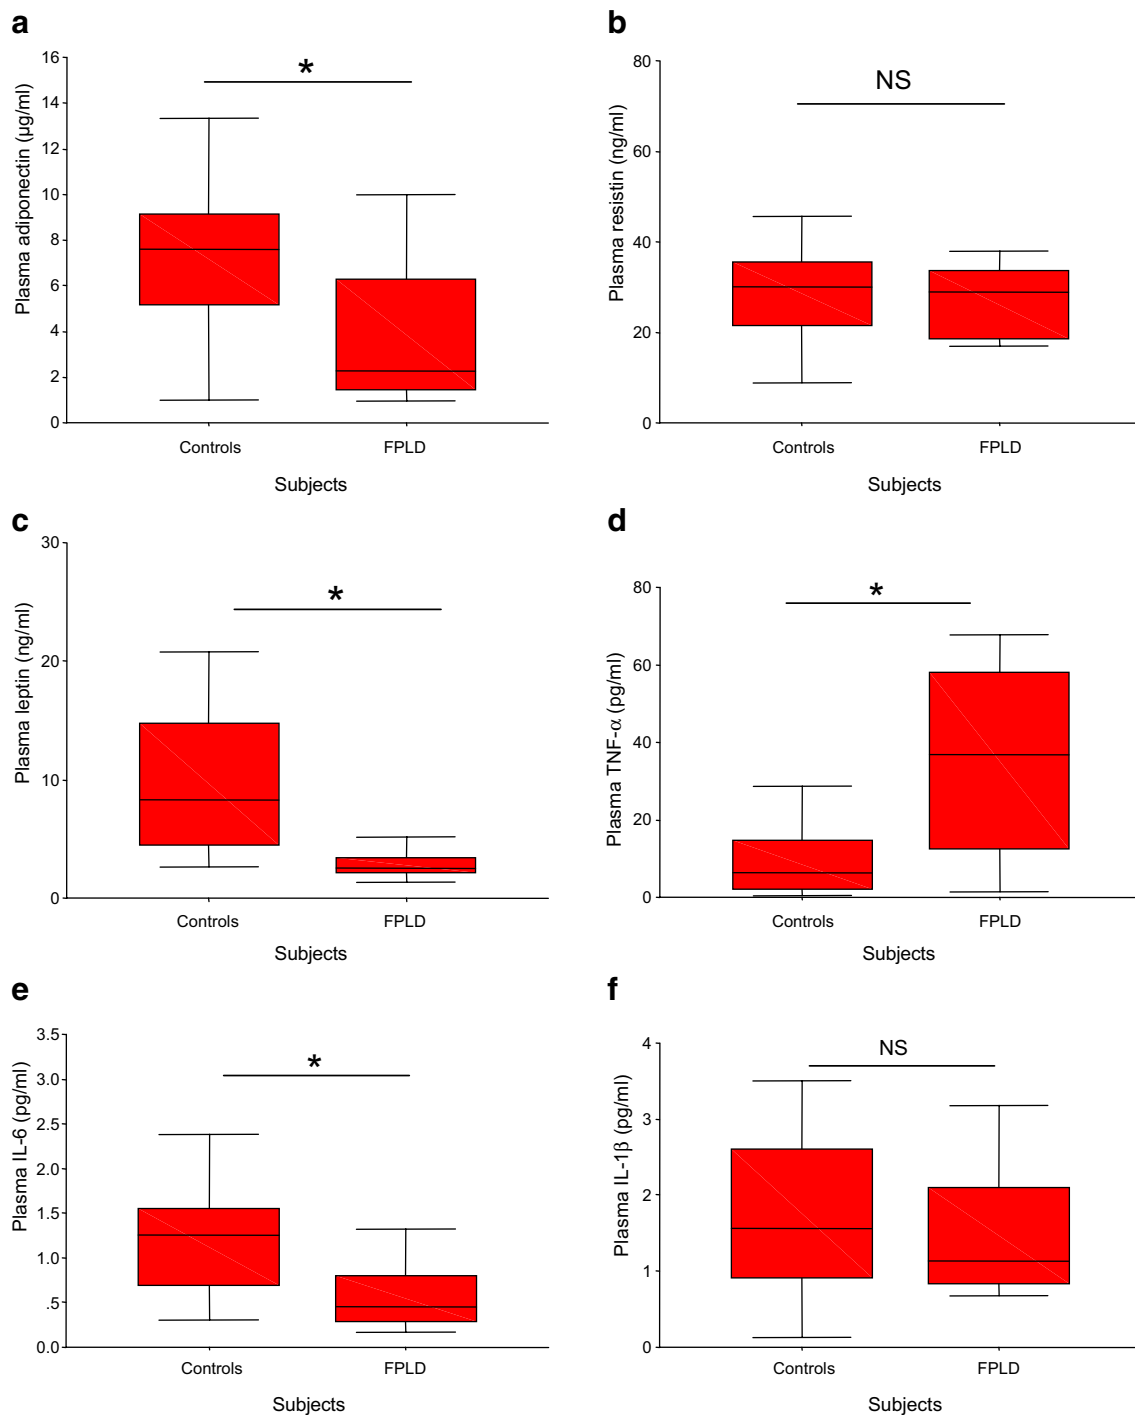 a
Plasma adiponectin (µg/ml)
16
14
12
10
8
6
4
2
0
*
Controls
FPLD
Subjects
b
Plasma resistin (ng/ml)
80
60
40
20
0
NS
Controls
FPLD
Subjects
c
Plasma leptin (ng/ml)
30
20
10
0
*
Controls
FPLD
Subjects
d
Plasma TNF-α (pg/ml)
80
60
40
20
0
*
Controls
FPLD
Subjects
e
Plasma IL-6 (pg/ml)
3.5
3.0
2.5
2.0
1.5
1.0
.5
0.0
*
Controls
FPLD
Subjects
f
Plasma IL-1β (pg/ml)
4
3
2
1
0
NS
Controls
FPLD
Subjects